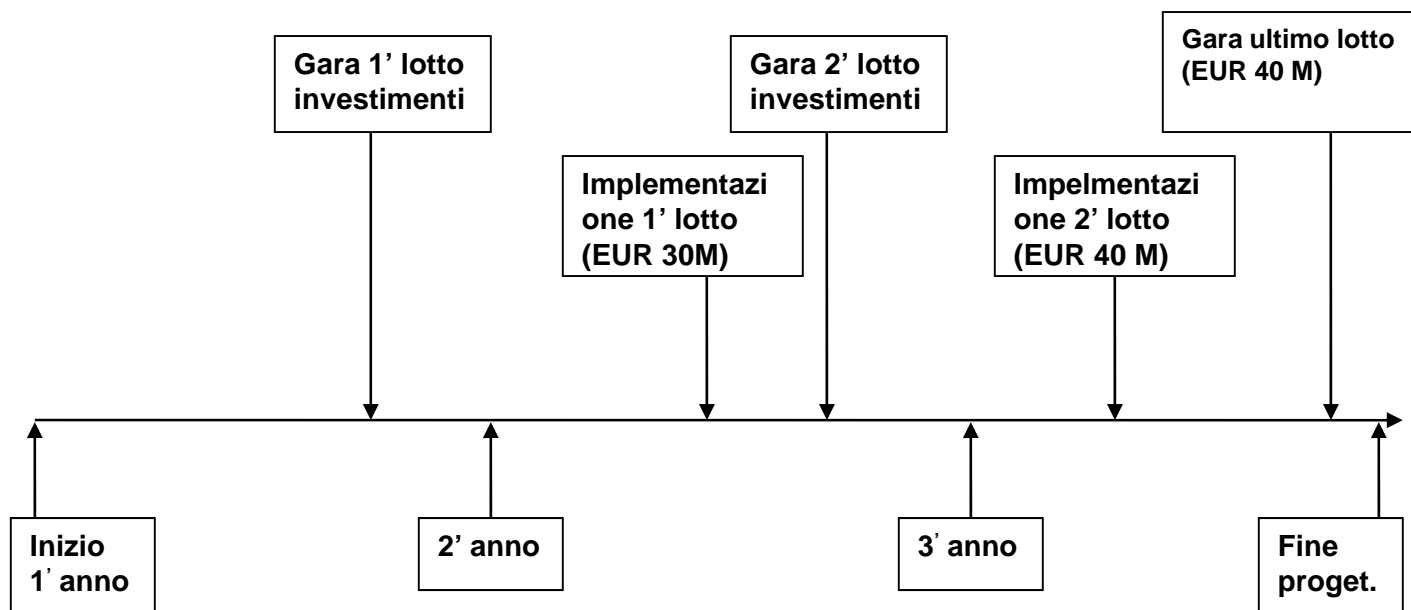 Gara 1’ lotto
investimenti
Gara 2’ lotto
investimenti
Gara ultimo lotto
(EUR 40 M)
Implementazi
one 1’ lotto
(EUR 30M)
Impelmentazi
one 2’ lotto
(EUR 40 M)
Inizio
1’ anno
2’ anno
3’ anno
Fine
proget.